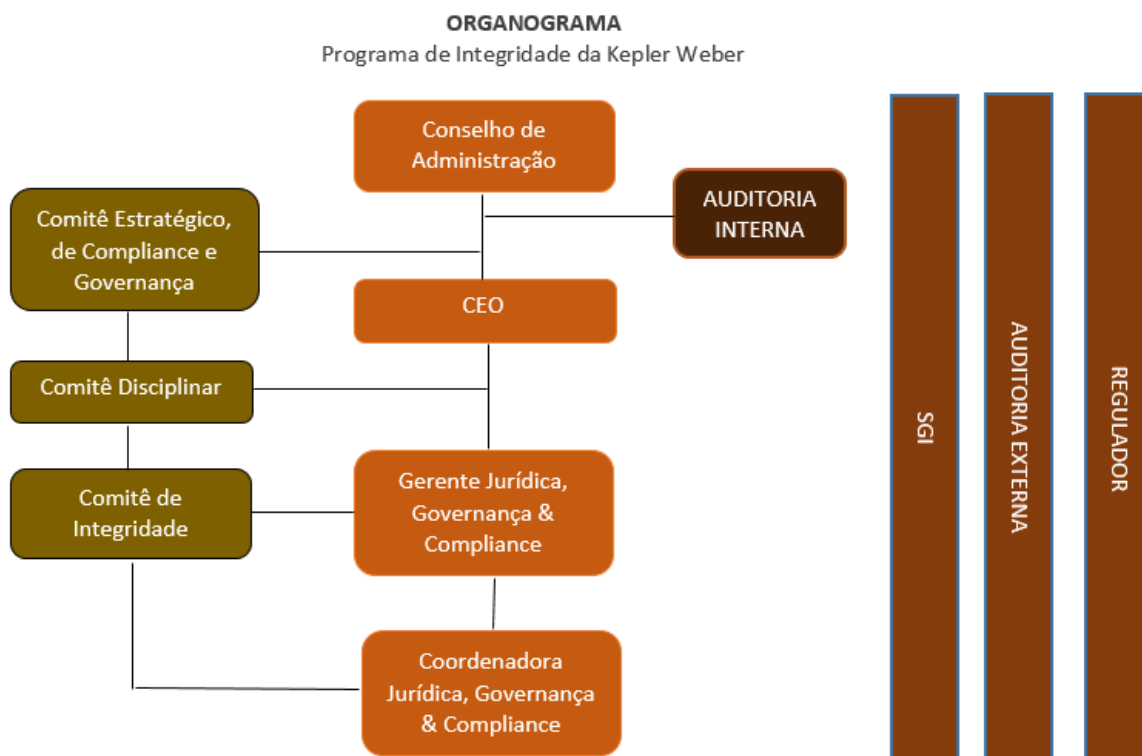 ORGANOGRAMA
Programa de Integridade da Kepler Weber
Conselho de
Administração
AUDITORIA
INTERNA
Comitê Estratégico,
de Compliance e
Governança
CEO
Comitê Disciplinar
Gerente Jurídica,
Governança &
Compliance
Comitê de
Integridade
Coordenadora
Jurídica, Governança
& Compliance
SGI
AUDITORIA EXTERNA
REGULADOR